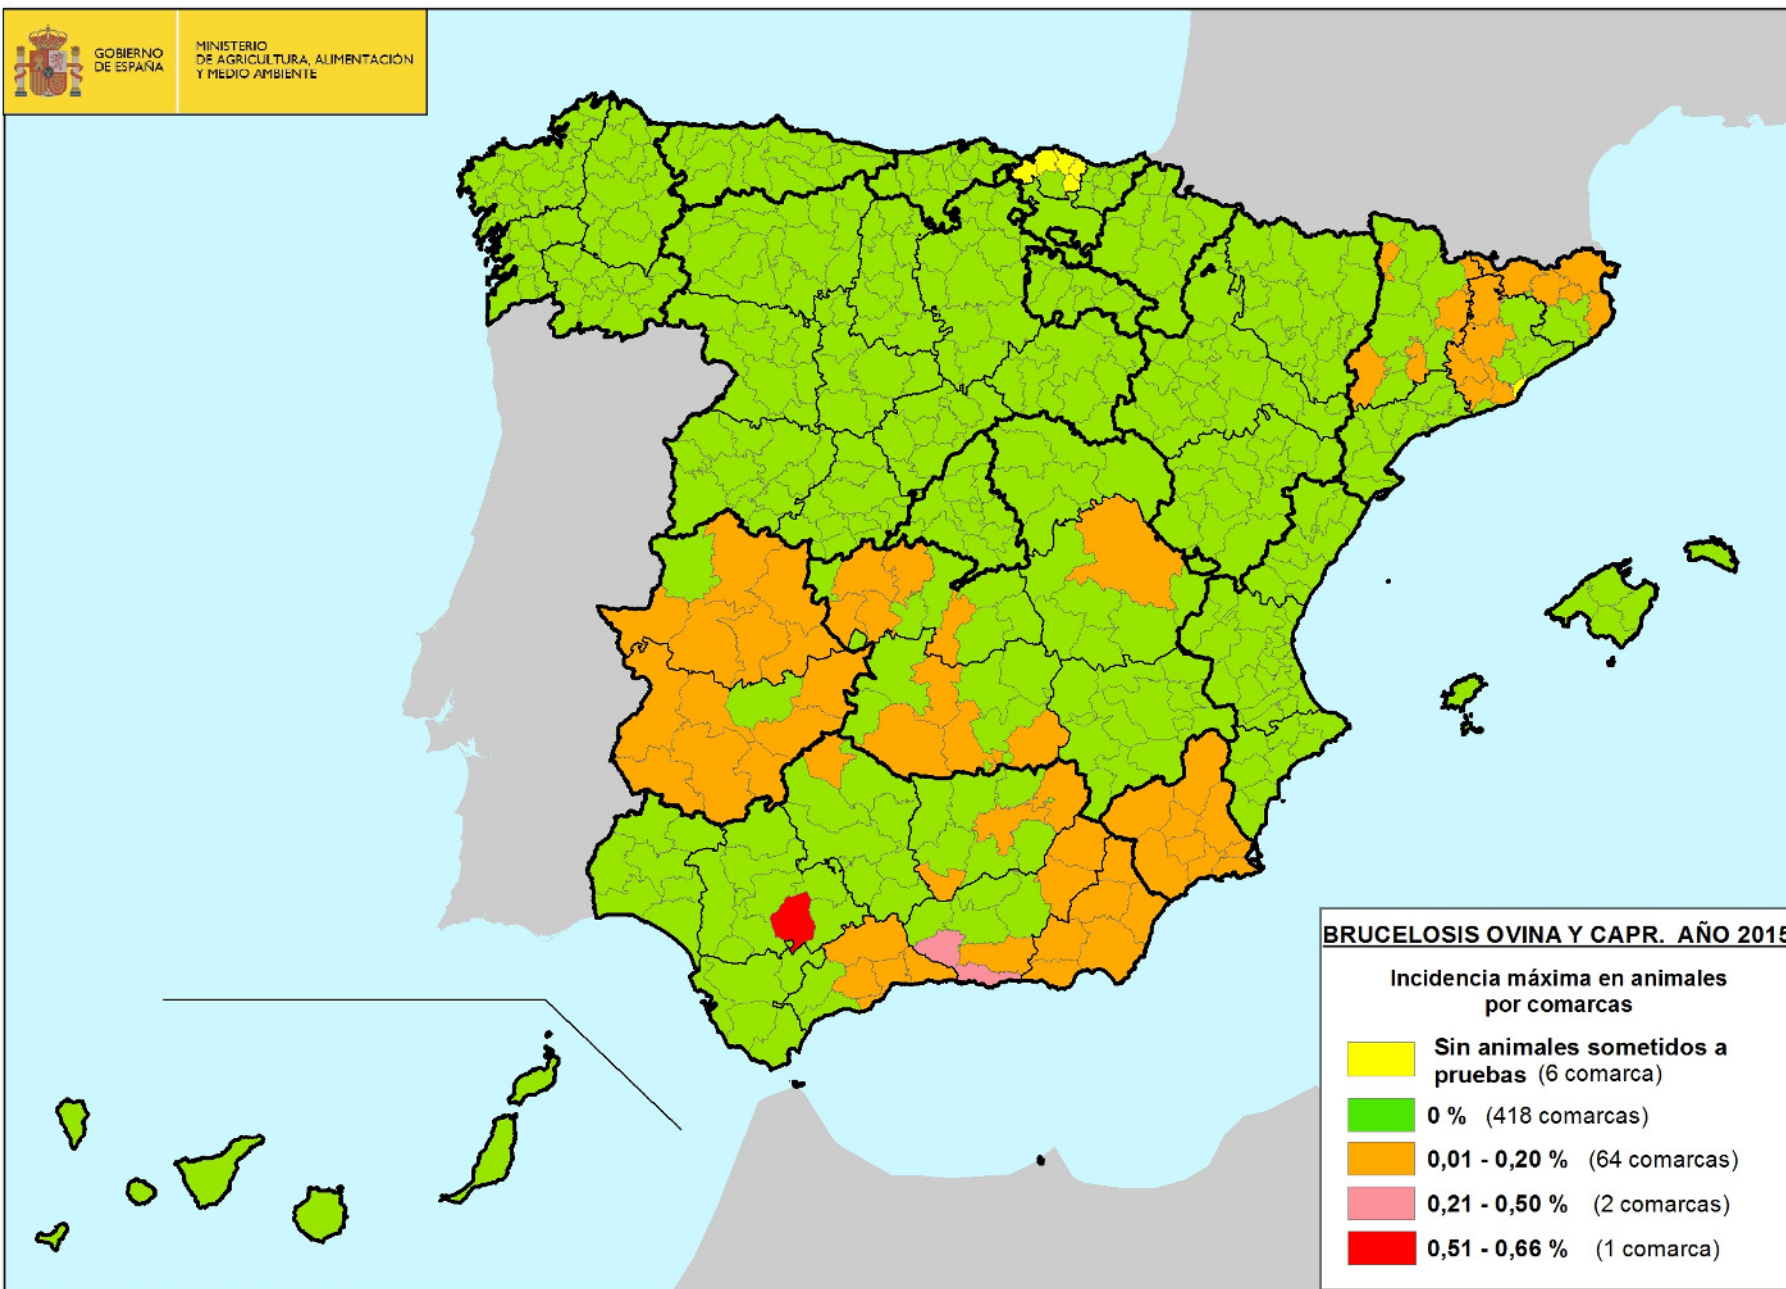 GOBIERNO
DE ESPAÑA
MINISTERIO
DE AGRICULTURA, ALIMENTACIÓN
Y MEDIO AMBIENTE
BRUCELOSIS OVINA Y CAPR. AÑO 2015
Incidencia máxima en animales
por comarcas
Sin animales sometidos a
pruebas (6 comarca)
0 % (418 comarcas)
0,01 - 0,20 % (64 comarcas)
0,21 - 0,50 % (2 comarcas)
0,51 - 0,66 % (1 comarca)